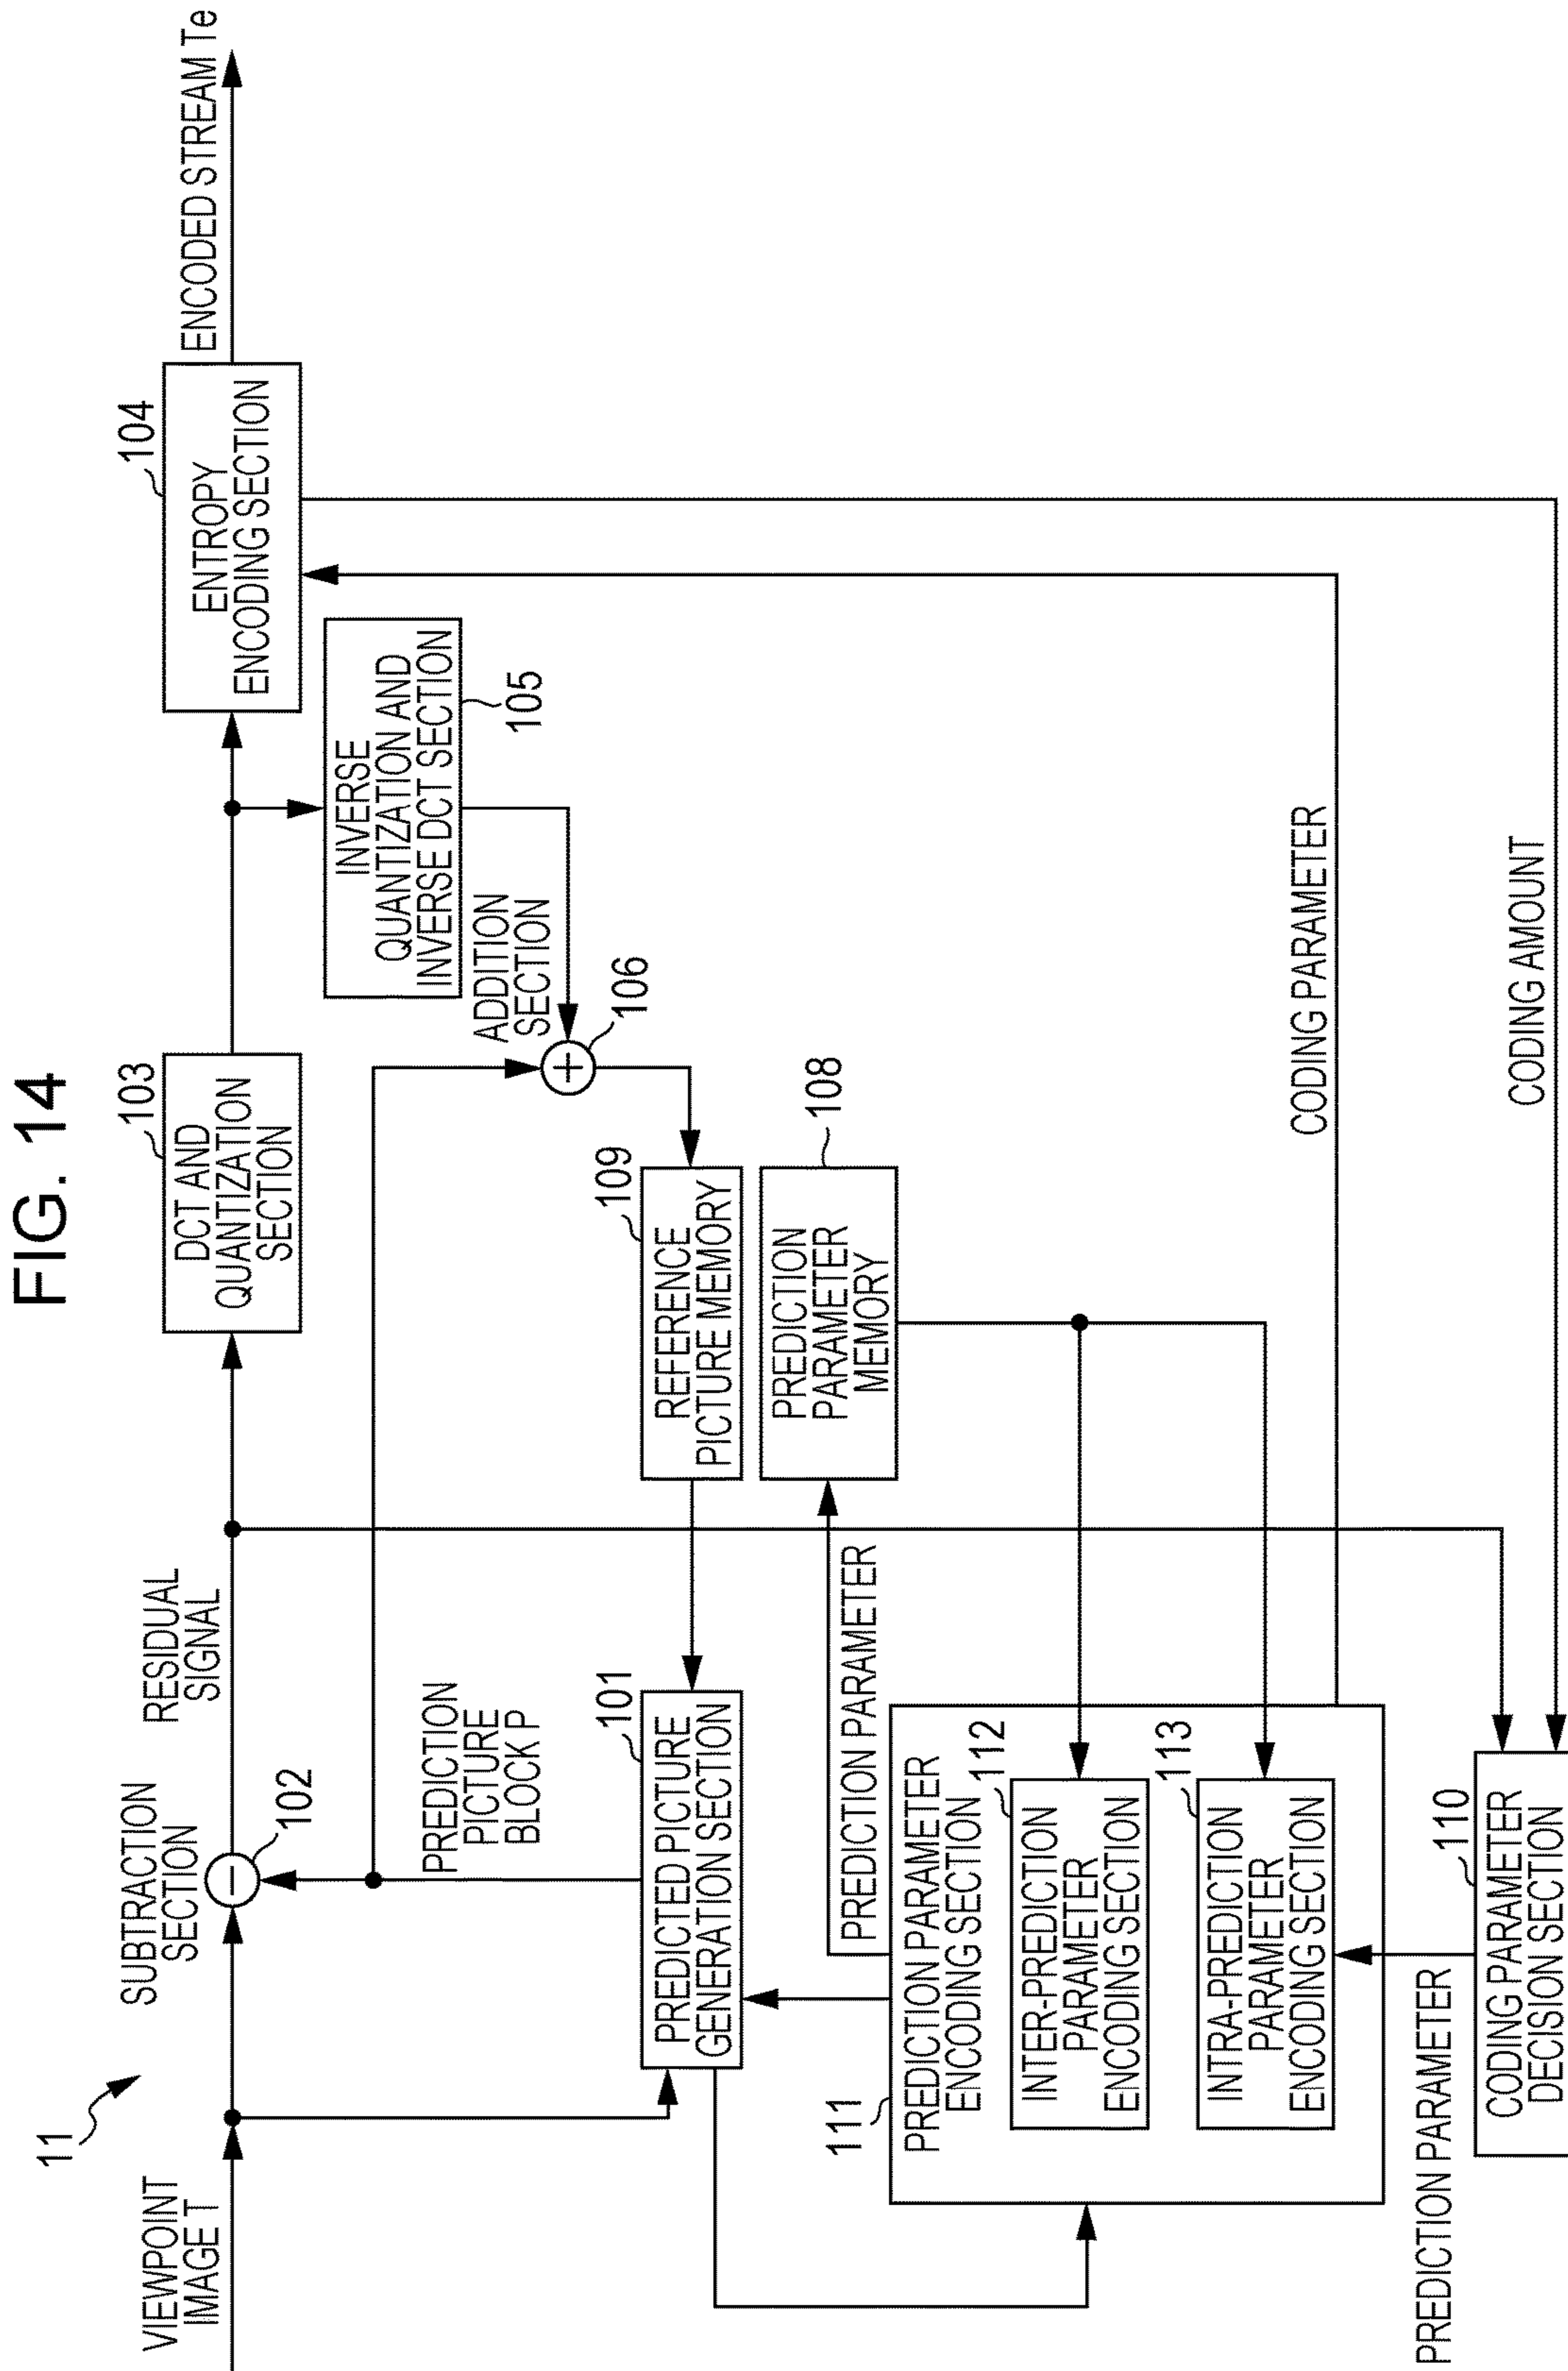 FIG. 14
11
VIEWPOINT
IMAGE T
SUBTRACTION
SECTION
102
RESIDUAL
SIGNAL
103
DCT AND
QUANTIZATION
SECTION
104
ENTROPY
ENCODING SECTION
ENCODED STREAM Te
INVERSE
QUANTIZATION AND
INVERSE DCT SECTION
105
ADDITION
SECTION
106
PREDICTION
PICTURE
BLOCK P
101
PREDICTED PICTURE
GENERATION SECTION
109
REFERENCE
PICTURE MEMORY
108
PREDICTION
PARAMETER
MEMORY
PREDICTION PARAMETER
111
PREDICTION PARAMETER
ENCODING SECTION
112
INTER-PREDICTION
PARAMETER
ENCODING SECTION
113
INTRA-PREDICTION
PARAMETER
ENCODING SECTION
CODING PARAMETER
PREDICTION PARAMETER
110
CODING PARAMETER
DECISION SECTION
CODING AMOUNT